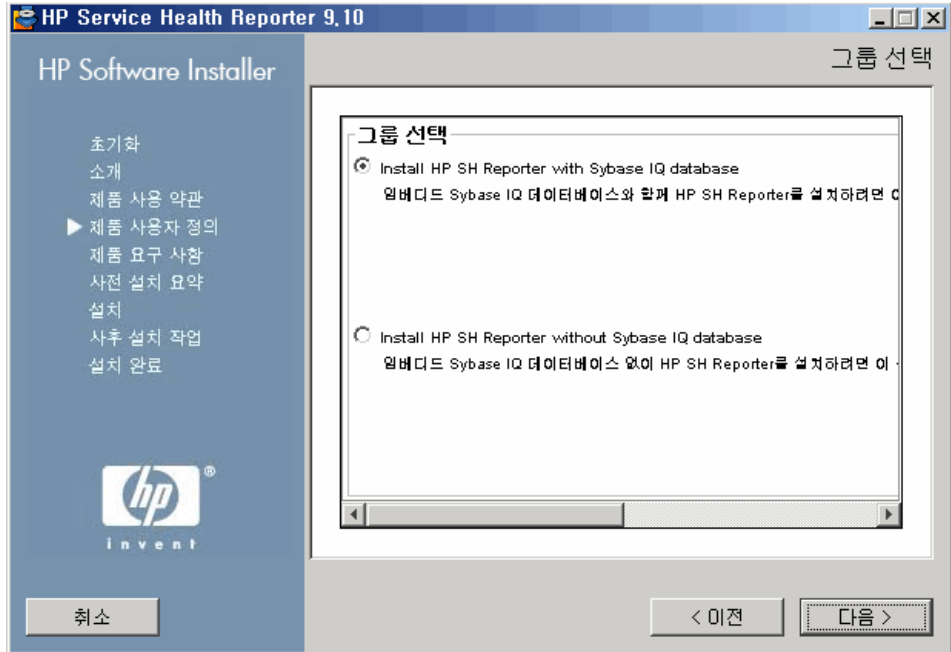 HP Service Health Reporter 9,10
HP Software Installer
그룹 선택
초기화
소개
제품 사용 약관
제품 사용자 정의
제품 요구 사항
사전 설치 요약
설치
사후 설치 작업
설치 완료
hp
®
invent
그룹 선택
Install HP SH Reporter with Sybase IQ database
임베디드 Sybase IQ 데이터베이스와 함께 HP SH Reporter를 설치하려면
Install HP SH Reporter without Sybase IQ database
임베디드 Sybase IQ 데이터베이스 없이 HP SH Reporter를 설치하려면 이
취소
< 이전
다음 >